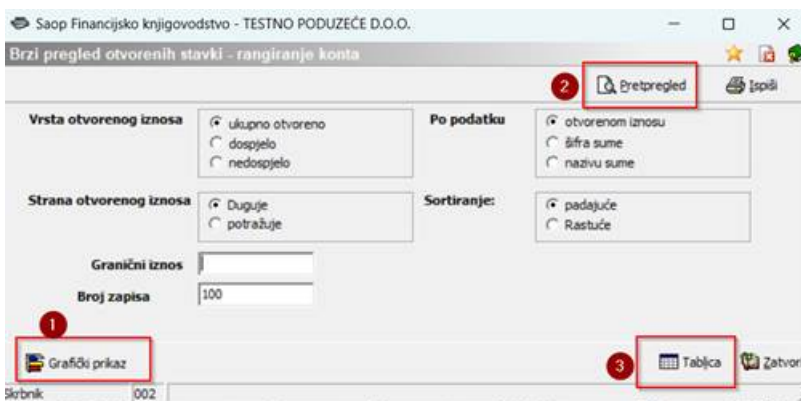 Saop Financijsko knjigovodstvo - TESTNO PODUZEĆE D.O.O.
Brzi pregled otvorenih stavki - rangiranje konta
2 Pretpregled Ispiši
Vrsta otvorenog iznosa
ukupno otvoreno
dospjelo
nedospjelo
Po podatku
otvorenom iznosu
šifra sume
nazivu sume
Strana otvorenog iznosa
Duguje
potražuje
Sortiranje:
padajuće
Rastuće
Granični iznos
Broj zapisa 100
1
Grafički prikaz
3 Tablica Zatvor
Skrbnik 002